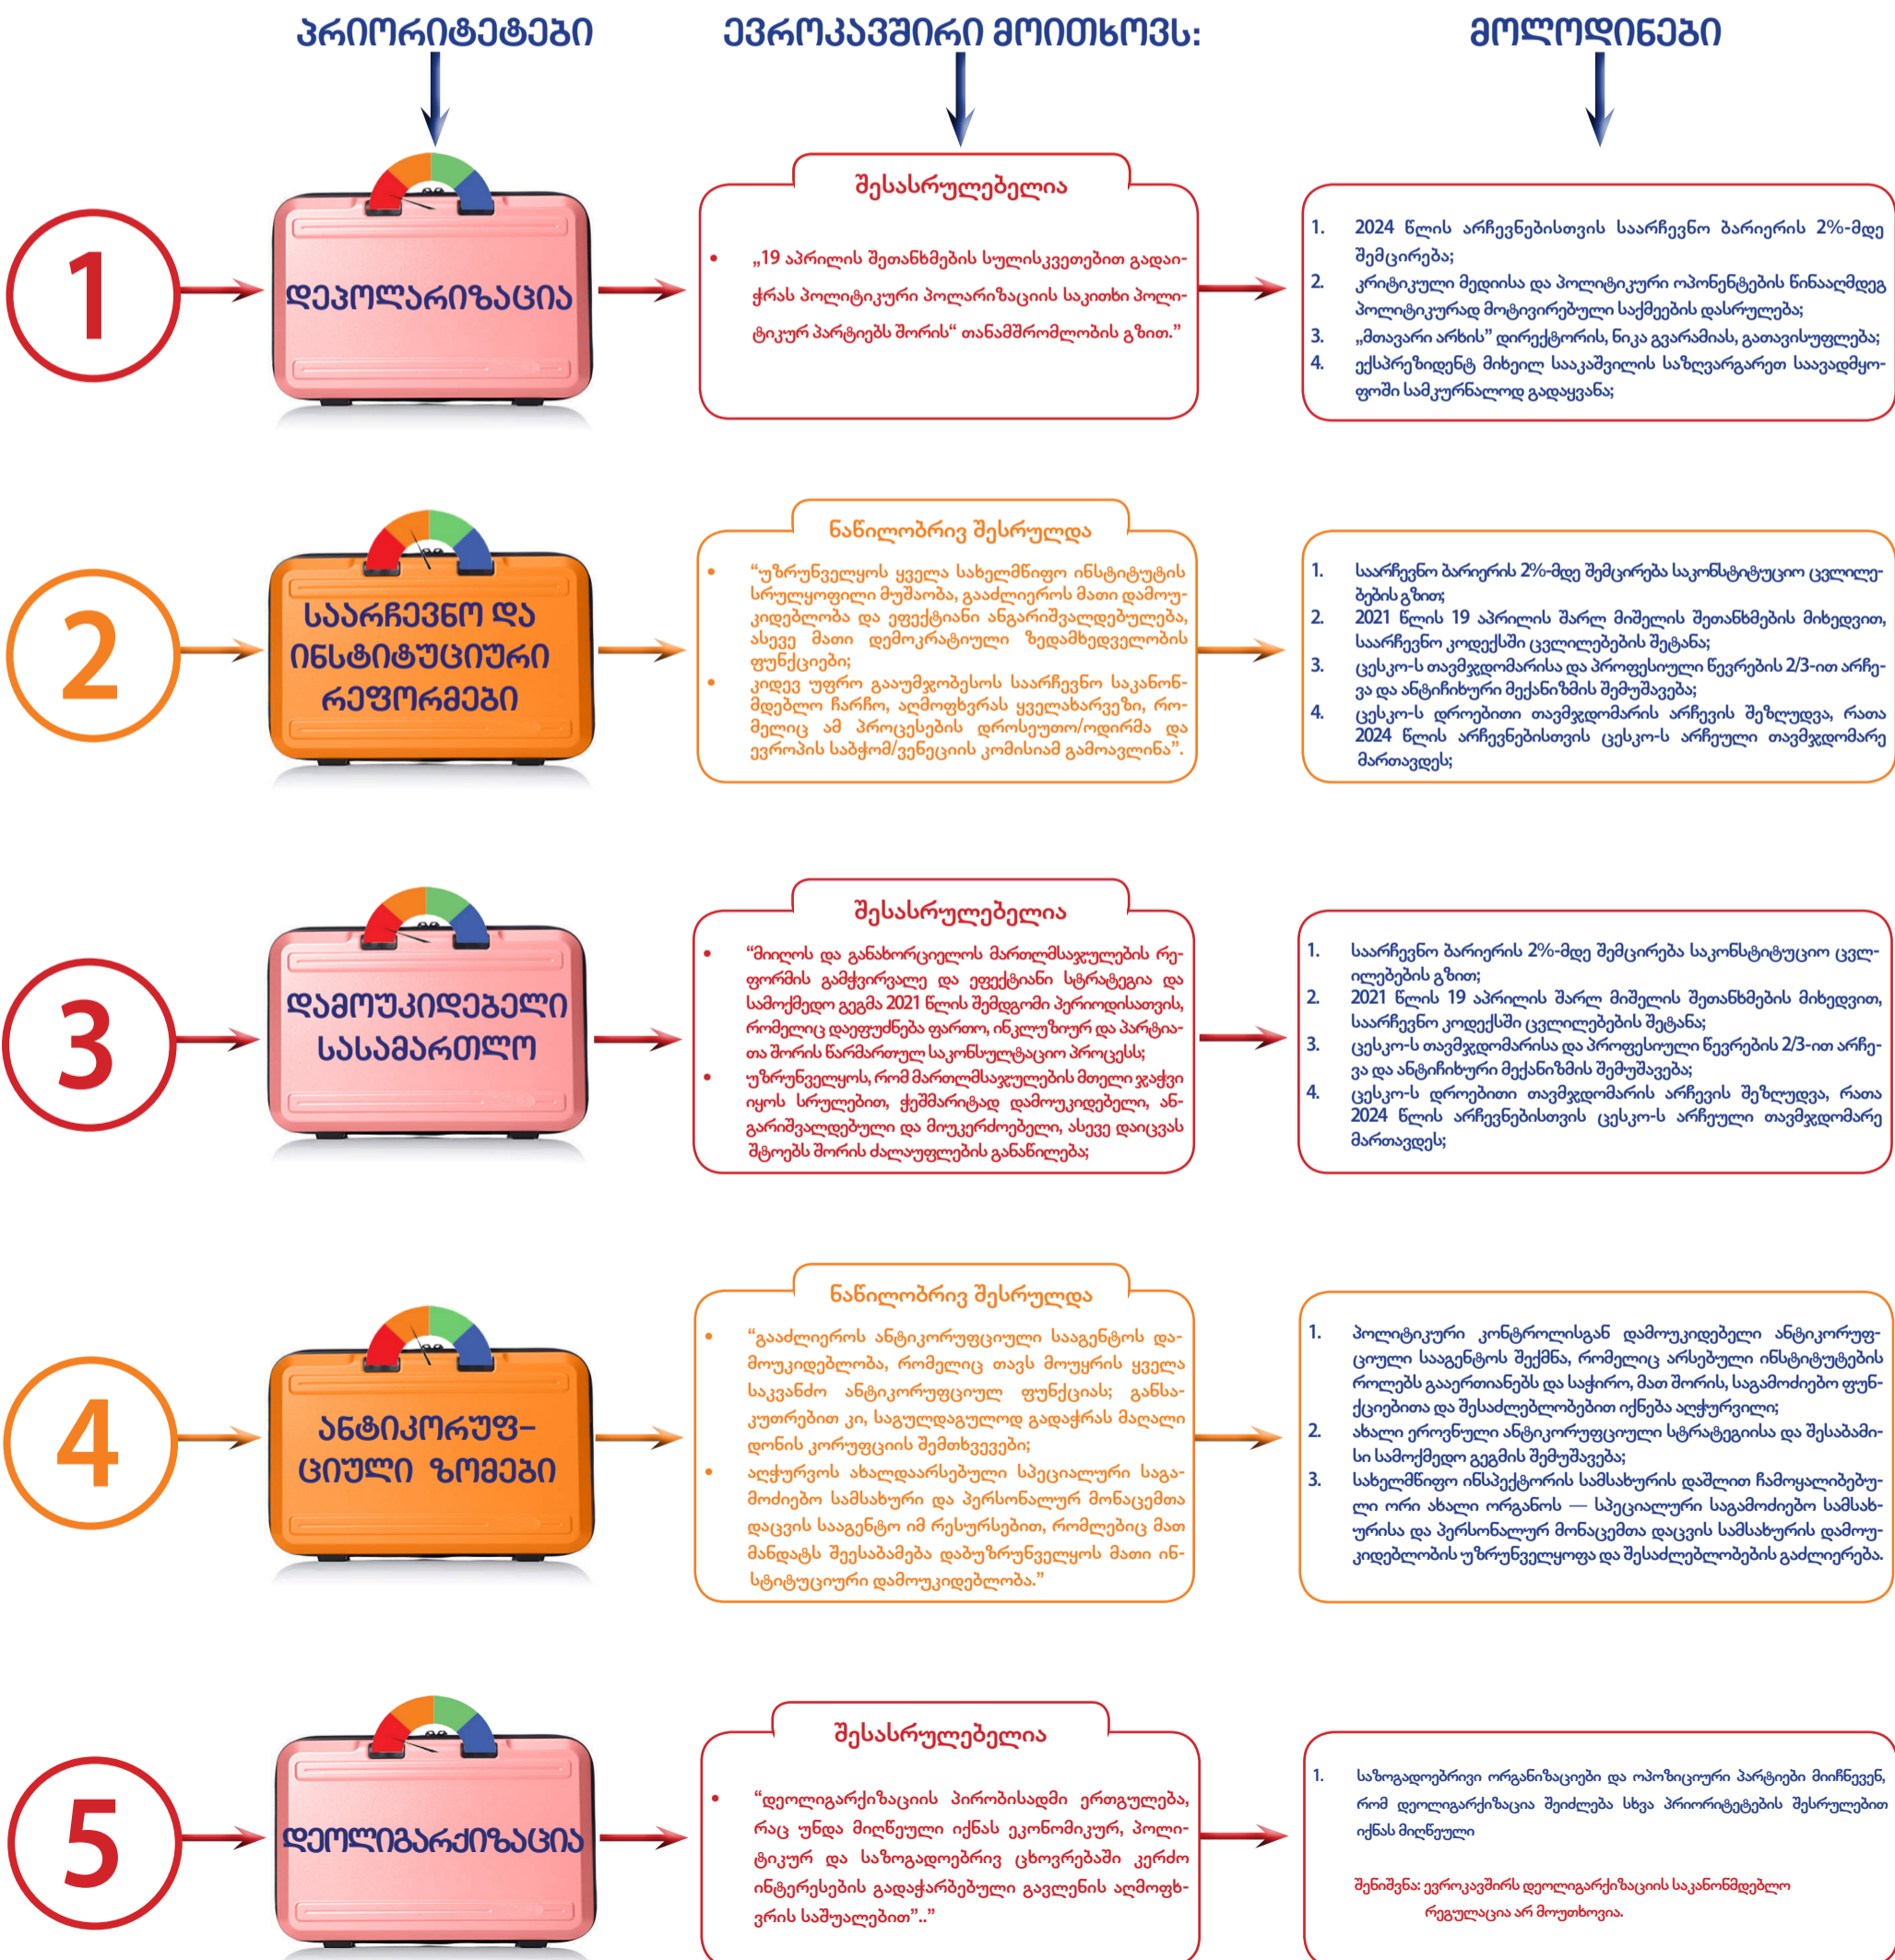 პრიორიტეტები
ევროკავშირი მოითხოვს:
მოლოდინები
1
დეპოლარიზაცია
შესასრულებელია
• „19 აპრილის შეთანხმების სულისკვეთებით გადაი-
ჭრას პოლიტიკური პოლარიზაციის საკითხი პოლი-
ტიკურ პარტიებს შორის“ თანამშრომლობის გზით.”
1. 2024 წლის არჩევნებისთვის საარჩევნო ბარიერის 2%-მდე
შემცირება;
2. კრიტიკული მედიისა და პოლიტიკური ოპონენტების წინააღმდეგ
პოლიტიკურად მოტივირებული საქმეების დასრულება;
3. „მთავარი არხის” დირექტორის, ნიკა გვარამიას, გათავისუფლება;
4. ექსპრეზიდენტ მიხეილ სააკაშვილის საზღვარგარეთ საავადმყო-
ფოში სამკურნალოდ გადაყვანა;
2
საარჩევნო და
ინსტიტუციური
რეფორმები
ნაწილობრივ შესრულდა
• “უზრუნველყოს ყველა სახელმწიფო ინსტიტუტის
სრულყოფილი მუშაობა, გააძლიეროს მათი დამოუ-
კიდებლობა და ეფექტიანი ანგარიშვალდებულება,
ასევე მათი დემოკრატიული ზედამხედველობის
ფუნქციები;
• კიდევ უფრო გააუმჯობესოს საარჩევნო საკანონ-
მდებლო ჩარჩო, აღმოფხვრას ყველახარვეზი, რო-
მელიც ამ პროცესების დროსეუთო/ოდირმა და
ევროპის საბჭომ/ვენეციის კომისიამ გამოავლინა”.
1. საარჩევნო ბარიერის 2%-მდე შემცირება საკონსტიტუციო ცვლილე-
ბების გზით;
2. 2021 წლის 19 აპრილის შარლ მიშელის შეთანხმების მიხედვით,
საარჩევნო კოდექსში ცვლილებების შეტანა;
3. ცესკო-ს თავმჯდომარისა და პროფესიული წევრების 2/3-ით არჩე-
ვა და ანტიჩიხური მექანიზმის შემუშავება;
4. ცესკო-ს დროებითი თავმჯდომარის არჩევის შეზღუდვა, რათა
2024 წლის არჩევნებისთვის ცესკო-ს არჩეული თავმჯდომარე
მართავდეს;
3
დამოუკიდებელი
სასამართლო
შესასრულებელია
• “მიიღოს და განახორციელოს მართლმსაჯულების რე-
ფორმის გამჭვირვალე და ეფექტიანი სტრატეგია და
სამოქმედო გეგმა 2021 წლის შემდგომი პერიოდისათვის,
რომელიც დაეფუძნება ფართო, ინკლუზიურ და პარტია-
თა შორის წარმართულ საკონსულტაციო პროცესს;
• უზრუნველყოს, რომ მართლმსაჯულების მთელი ჯაჭვი
იყოს სრულებით, ჭეშმარიტად დამოუკიდებელი, ან-
გარიშვალდებული და მიუკერძოებელი, ასევე დაიცვას
შტოებს შორის ძალაუფლების განაწილება;
1. საარჩევნო ბარიერის 2%-მდე შემცირება საკონსტიტუციო ცვლ-
ილებების გზით;
2. 2021 წლის 19 აპრილის შარლ მიშელის შეთანხმების მიხედვით,
საარჩევნო კოდექსში ცვლილებების შეტანა;
3. ცესკო-ს თავმჯდომარისა და პროფესიული წევრების 2/3-ით არჩე-
ვა და ანტიჩიხური მექანიზმის შემუშავება;
4. ცესკო-ს დროებითი თავმჯდომარის არჩევის შეზღუდვა, რათა
2024 წლის არჩევნებისთვის ცესკო-ს არჩეული თავმჯდომარე
მართავდეს;
4
ანტიკორუფ–
ციული ზომები
ნაწილობრივ შესრულდა
• “გააძლიეროს ანტიკორუფციული სააგენტოს და-
მოუკიდებლობა, რომელიც თავს მოუყრის ყველა
საკვანძო ანტიკორუფციულ ფუნქციას; განსა-
კუთრებით კი, საგულდაგულოდ გადაჭრას მაღალი
დონის კორუფციის შემთხვევები;
• აღჭურვოს ახალდაარსებული სპეციალური საგა-
მოძიებო სამსახური და პერსონალურ მონაცემთა
დაცვის სააგენტო იმ რესურსებით, რომლებიც მათ
მანდატს შეესაბამება დაბუზრუნველყოს მათი ინ-
სტიტუციური დამოუკიდებლობა.”
1. პოლიტიკური კონტროლისგან დამოუკიდებელი ანტიკორუფ-
ციული სააგენტოს შექმნა, რომელიც არსებული ინსტიტუტების
როლებს გააერთიანებს და საჭირო, მათ შორის, საგამოძიებო ფუნ-
ქციებითა და შესაძლებლობებით იქნება აღჭურვილი;
2. ახალი ეროვნული ანტიკორუფციული სტრატეგიისა და შესაბამი-
სი სამოქმედო გეგმის შემუშავება;
3. სახელმწიფო ინსპექტორის სამსახურის დაშლით ჩამოყალიბებუ-
ლი ორი ახალი ორგანოს — სპეციალური საგამოძიებო სამსახ-
ურისა და პერსონალურ მონაცემთა დაცვის სამსახურის დამოუ-
კიდებლობის უზრუნველყოფა და შესაძლებლობების გაძლიერება.
5
დეოლიგარქიზაცია
შესასრულებელია
• “დეოლიგარქიზაციის პირობისადმი ერთგულება,
რაც უნდა მიღწეული იქნას ეკონომიკურ, პოლი-
ტიკურ და საზოგადოებრივ ცხოვრებაში კერძო
ინტერესების გადაჭარბებული გავლენის აღმოფხ-
ვრის საშუალებით”..”
1. საზოგადოებრივი ორგანიზაციები და ოპოზიციური პარტიები მიიჩნევენ,
რომ დეოლიგარქიზაცია შეიძლება სხვა პრიორიტეტების შესრულებით
იქნას მიღწეული
შენიშვნა: ევროკავშირს დეოლიგარქიზაციის საკანონმდებლო
რეგულაცია არ მოუთხოვია.